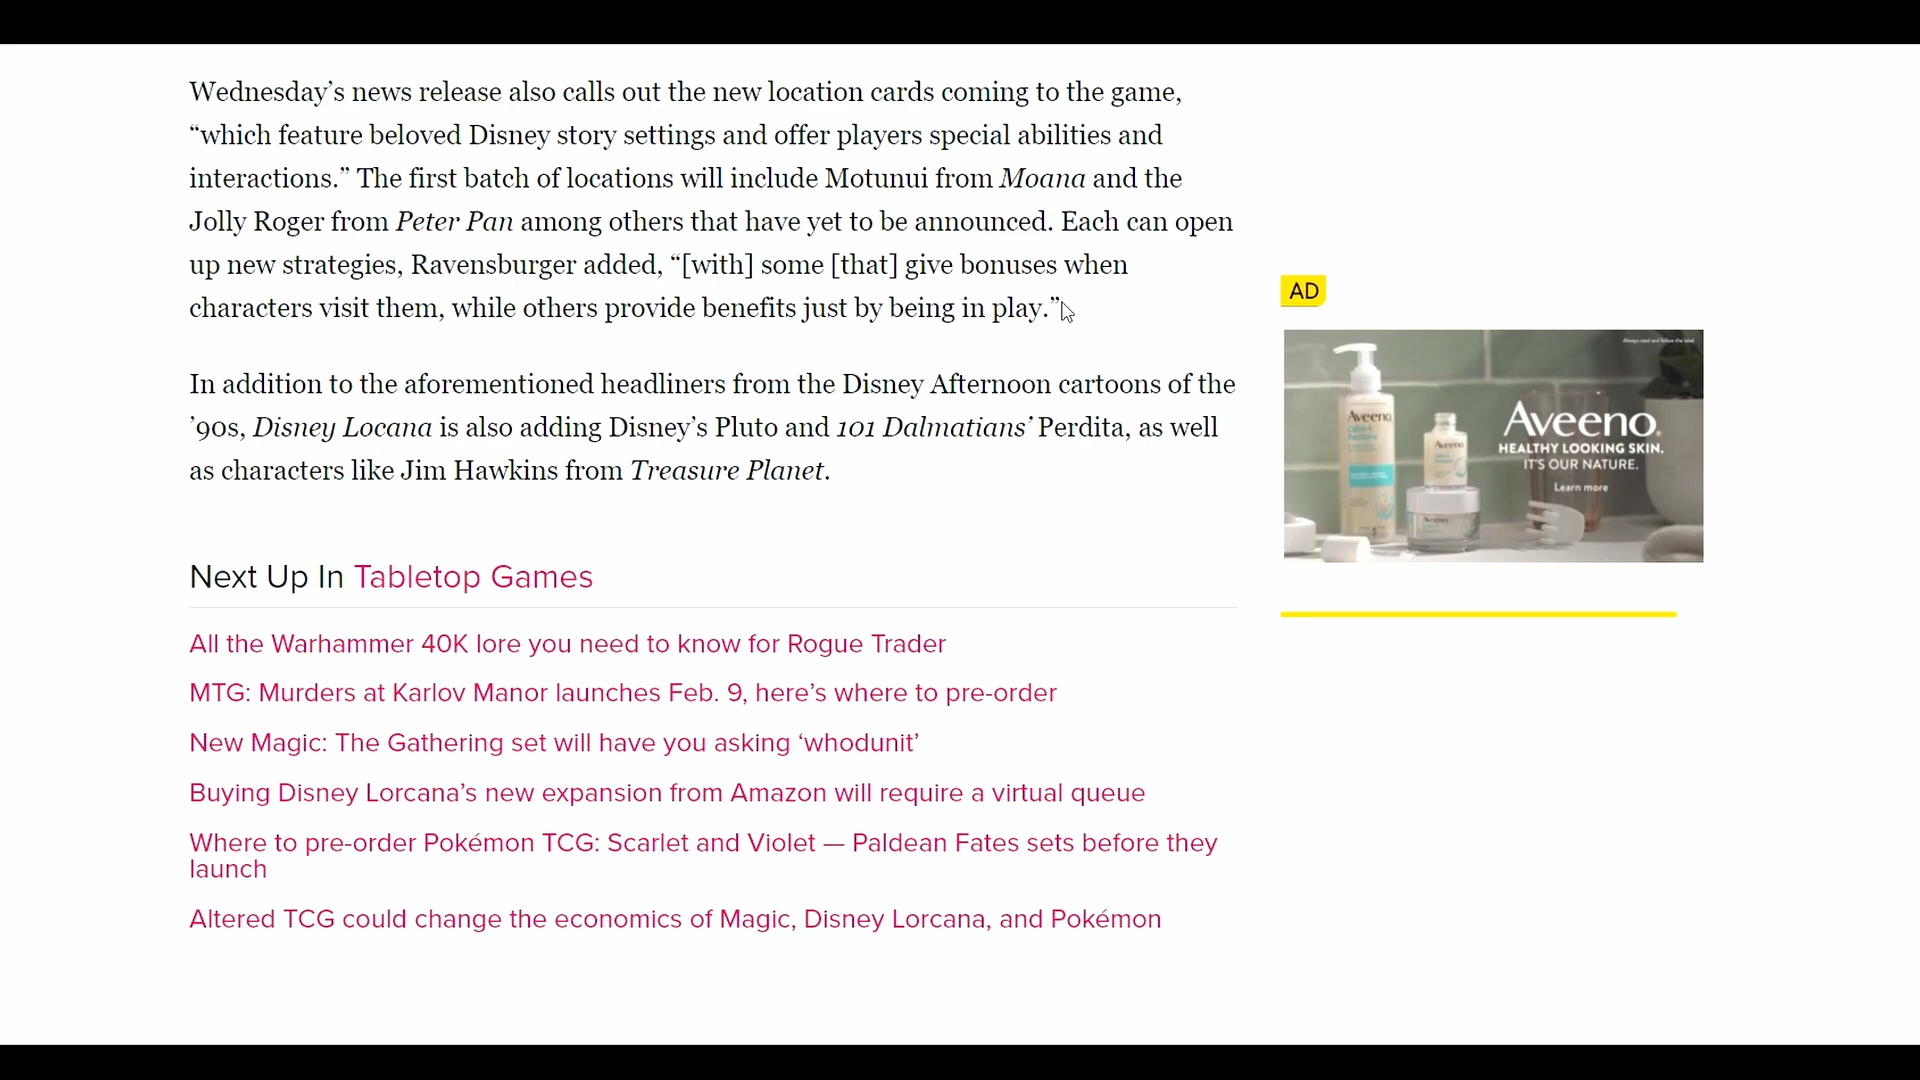 Wednesday’s news release also calls out the new location cards coming to the game,
“which feature beloved Disney story settings and offer players special abilities and
interactions.” The first batch of locations will include Motunui from Moana and the
Jolly Roger from Peter Pan among others that have yet to be announced. Each can open
up new strategies, Ravensburger added, “[with] some [that] give bonuses when
characters visit them, while others provide benefits just by being in play.”
In addition to the aforementioned headliners from the Disney Afternoon cartoons of the
’90s, Disney Locana is also adding Disney’s Pluto and 101 Dalmatians’ Perdita, as well
as characters like Jim Hawkins from Treasure Planet.
Next Up In Tabletop Games
All the Warhammer 40K lore you need to know for Rogue Trader
MTG: Murders at Karlov Manor launches Feb. 9, here’s where to pre-order
New Magic: The Gathering set will have you asking ‘whodunit’
Buying Disney Lorcana’s new expansion from Amazon will require a virtual queue
Where to pre-order Pokémon TCG: Scarlet and Violet — Paldean Fates sets before they
launch
Altered TCG could change the economics of Magic, Disney Lorcana, and Pokémon
AD
Always read and follow the label
Aveeno.
HEALTHY LOOKING SKIN.
IT’S OUR NATURE.
Learn more
Aveeno
Calm +
Restore
Aveeno
Aveeno